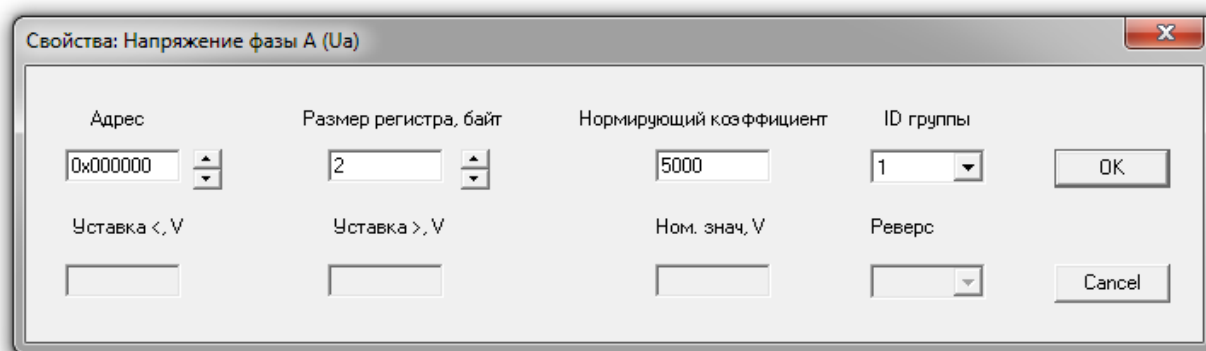 Свойства: Напряжение фазы А (Ua)
Адрес Размер регистра, байт Нормирующий коэффициент ID группы
0x000000 2 5000 1 OK
Уставка <, V Уставка >, V Ном. знач, V Реверс
Cancel